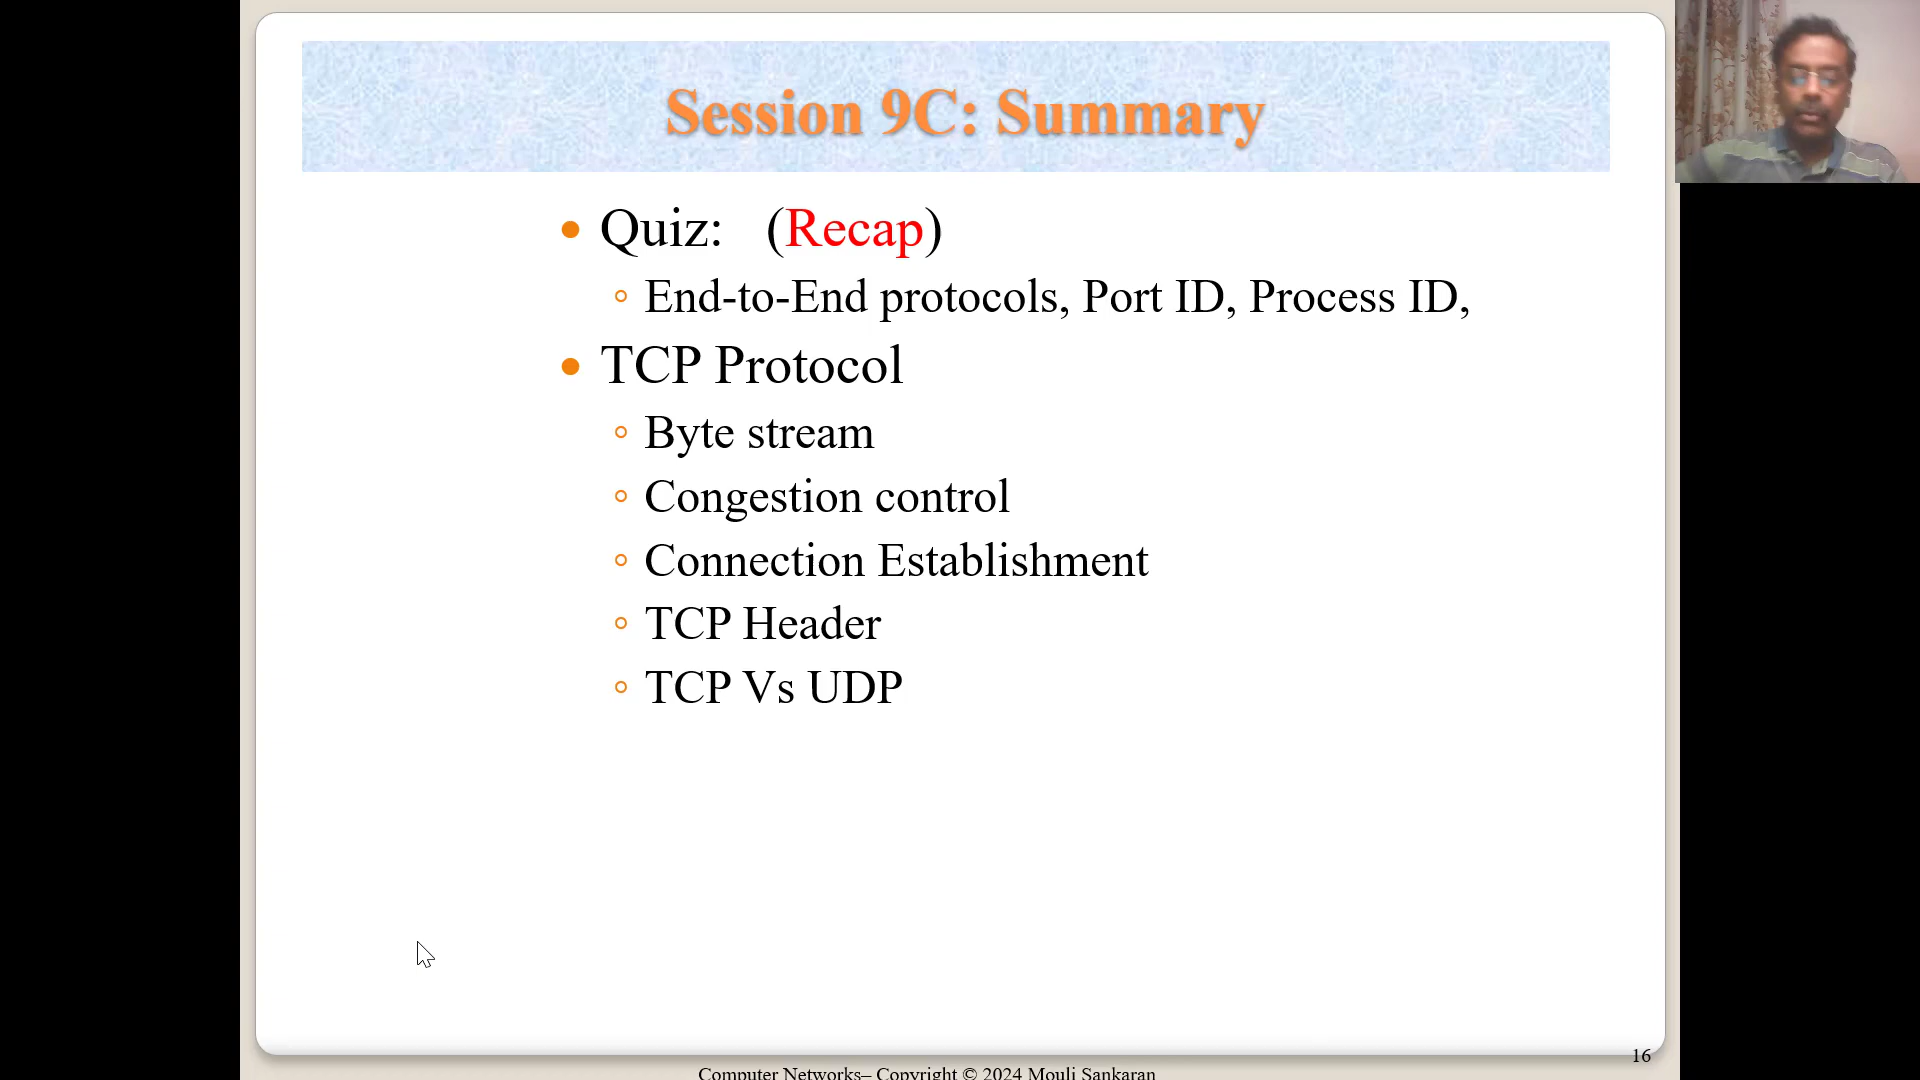 Session 9C: Summary
Quiz: (Recap)
End-to-End protocols, Port ID, Process ID,
TCP Protocol
Byte stream
Congestion control
Connection Establishment
TCP Header
TCP Vs UDP
16
Computer Networks– Copyright © 2024 Mouli Sankaran